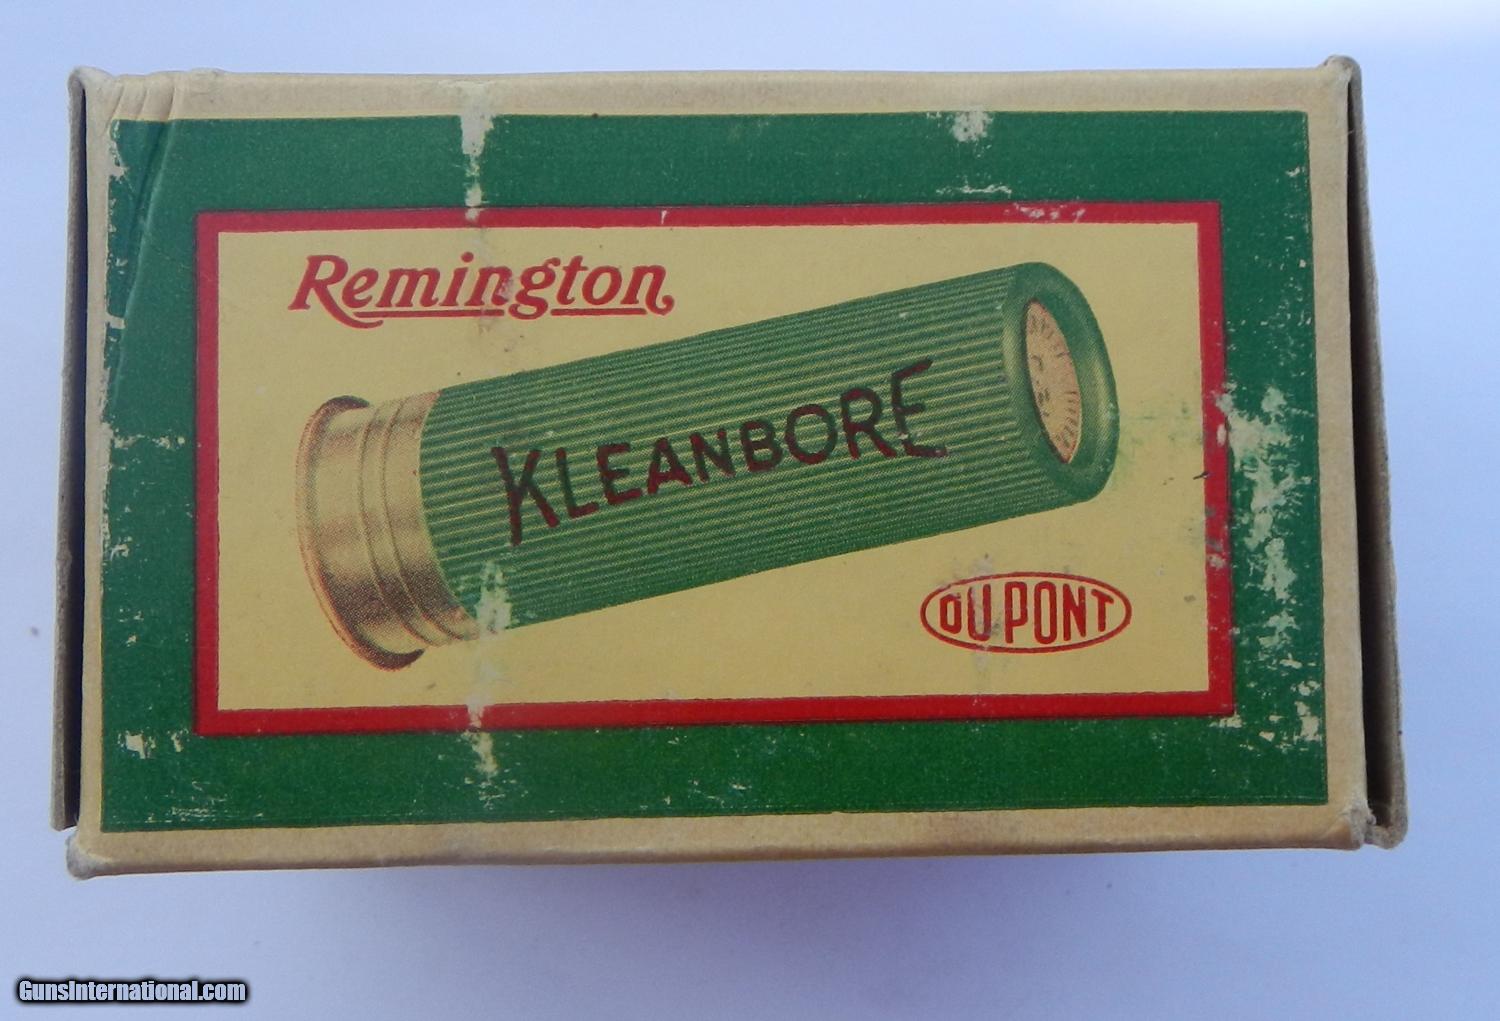 Remington
KLEANBORE
DU PONT
GunsInternational.com